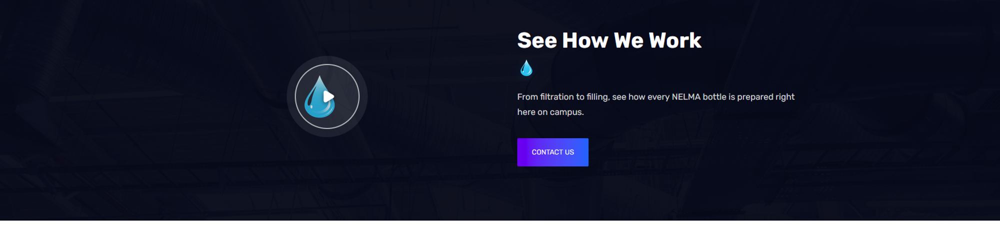 See How We Work
From filtration to filling, see how every NELMA bottle is prepared right
here on campus.
CONTACT US